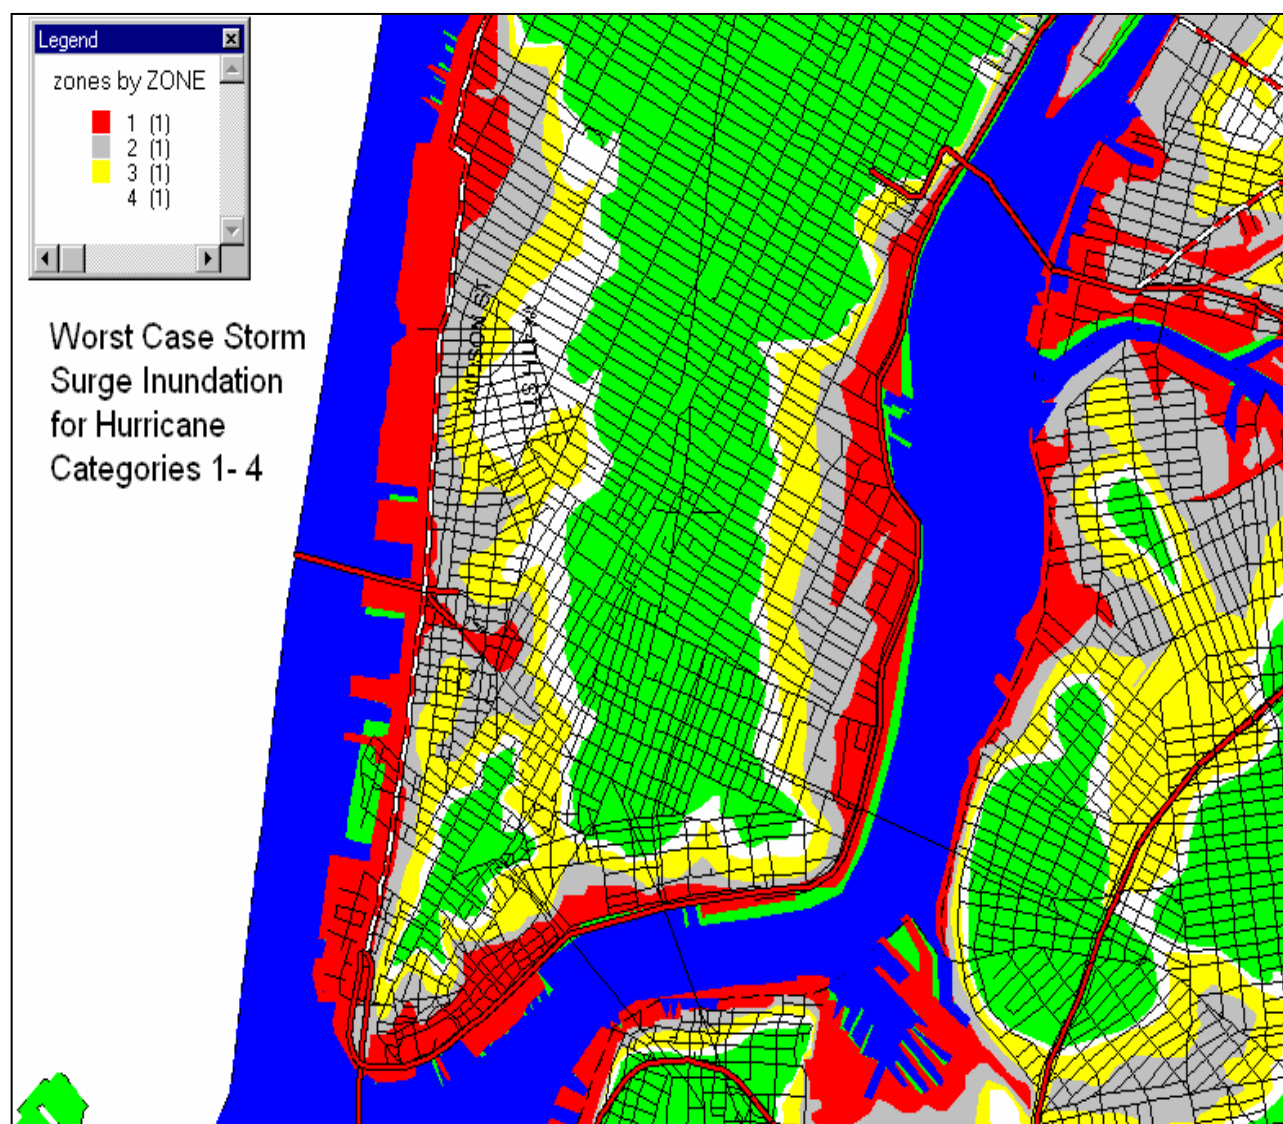 Legend
zones by ZONE
1 (1)
2 (1)
3 (1)
4 (1)
Worst Case Storm
Surge Inundation
for Hurricane
Categories 1- 4
HUDSON ST